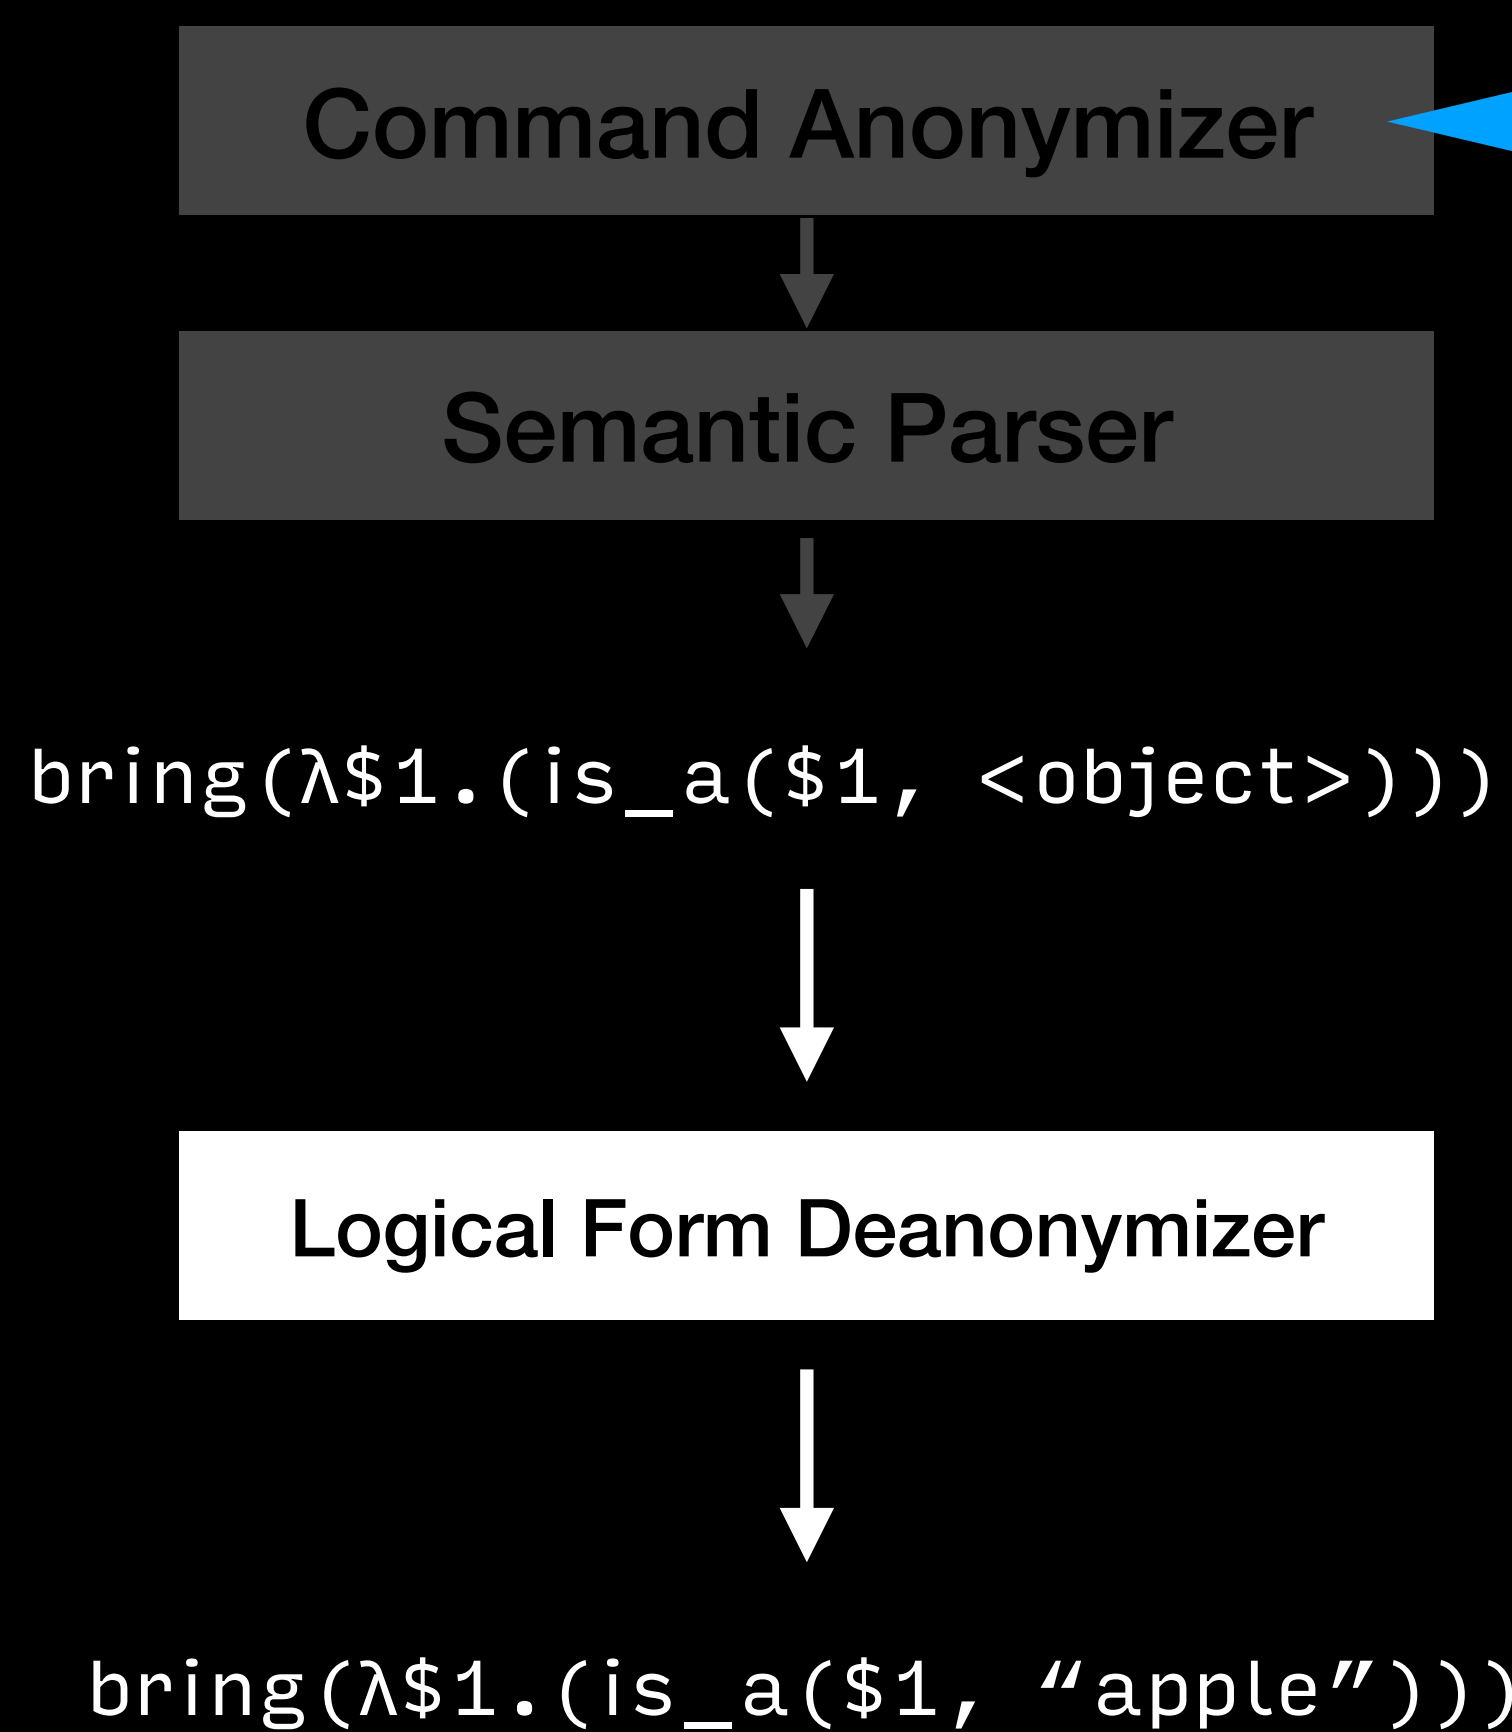 Command Anonymizer
Semantic Parser
bring(λ$1.(is_a($1, <object>)))
Logical Form Deanonymizer
bring(λ$1.(is_a($1, “apple”)))